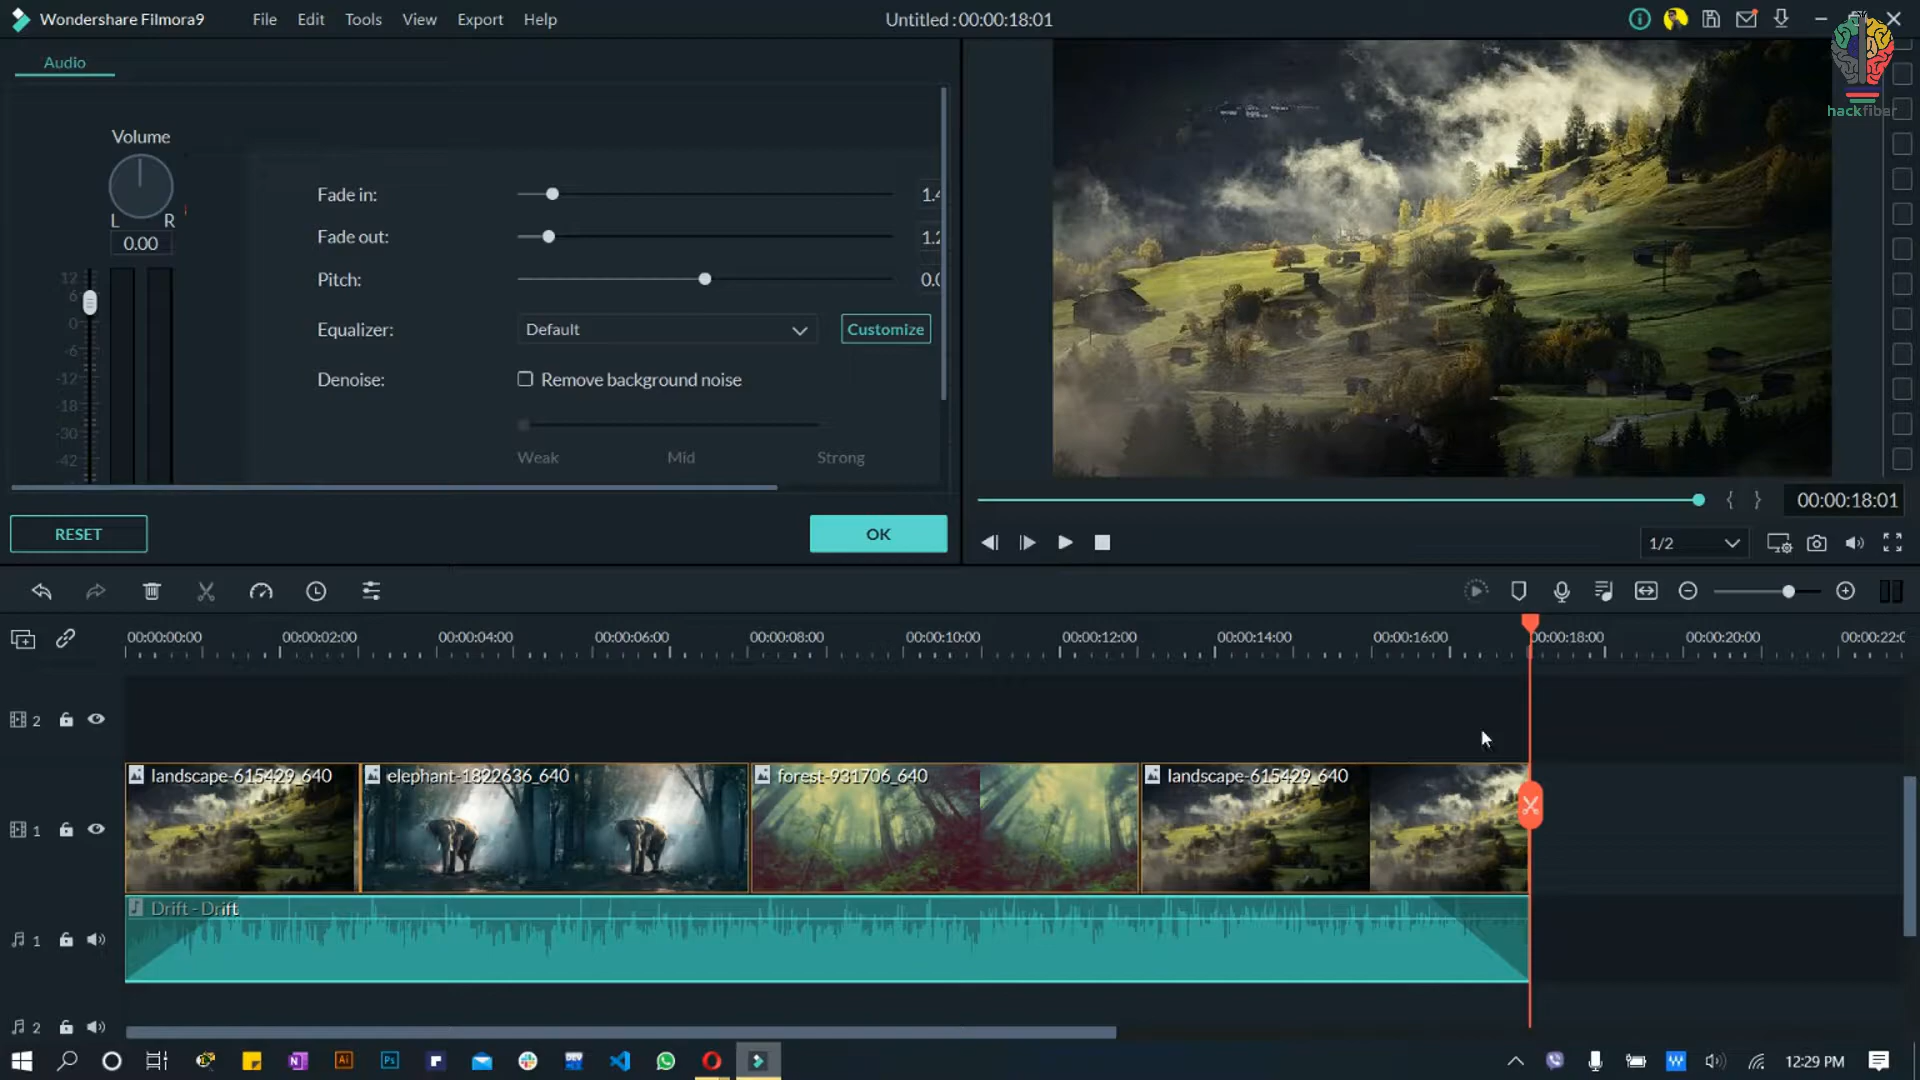 Wondershare Filmora9 File Edit Tools View Export Help Untitled : 00:00:18:01
hackfiber
Audio
Volume
L R
0.00
12
6
0
-6
-12
-18
-30
-42
Fade in: 1.4
Fade out: 1.2
Pitch: 0.0
Equalizer: Default Customize
Denoise: Remove background noise
Weak Mid Strong
RESET OK
00:00:18:01
1/2
00:00:00:00 00:00:02:00 00:00:04:00 00:00:06:00 00:00:08:00 00:00:10:00 00:00:12:00 00:00:14:00 00:00:16:00 00:00:18:00 00:00:20:00 00:00:22:0
2
landscape-615429_640 elephant-1822636_640 forest-931706_640 landscape-615429_640
1
Drift - Drift
1
2
N Ai Ps DEV W 12:29 PM